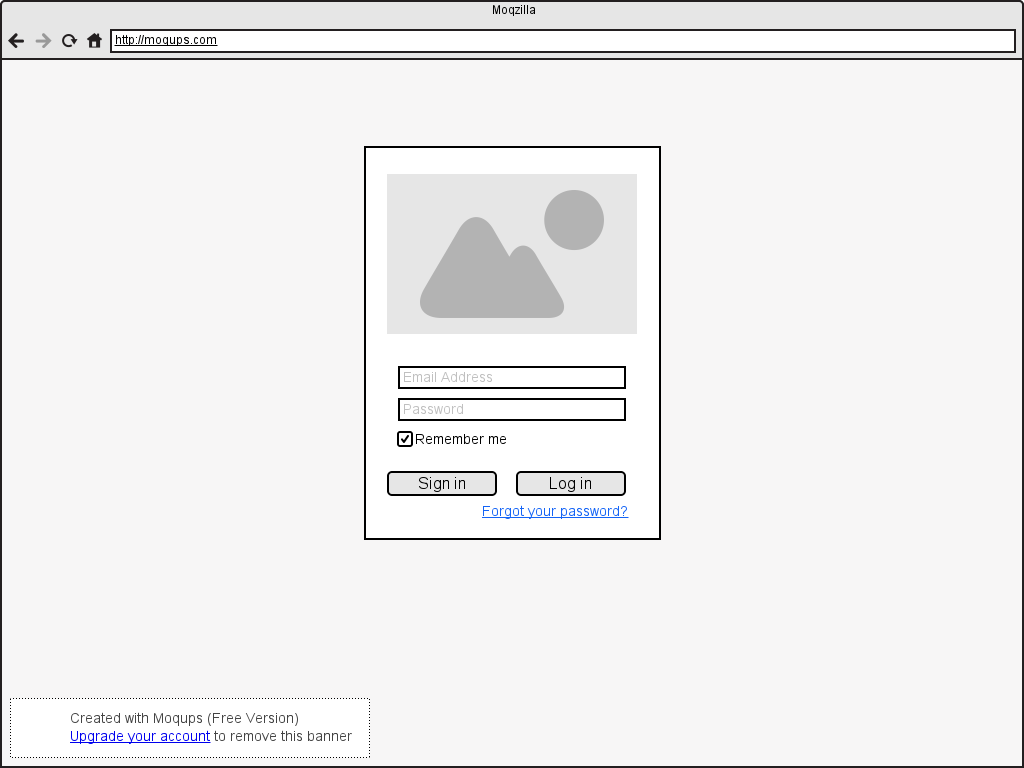 Moqzilla
http://moqups.com
Email Address
Password
Remember me
Sign in
Log in
Forgot your password?
Created with Moqups (Free Version)
Upgrade your account to remove this banner